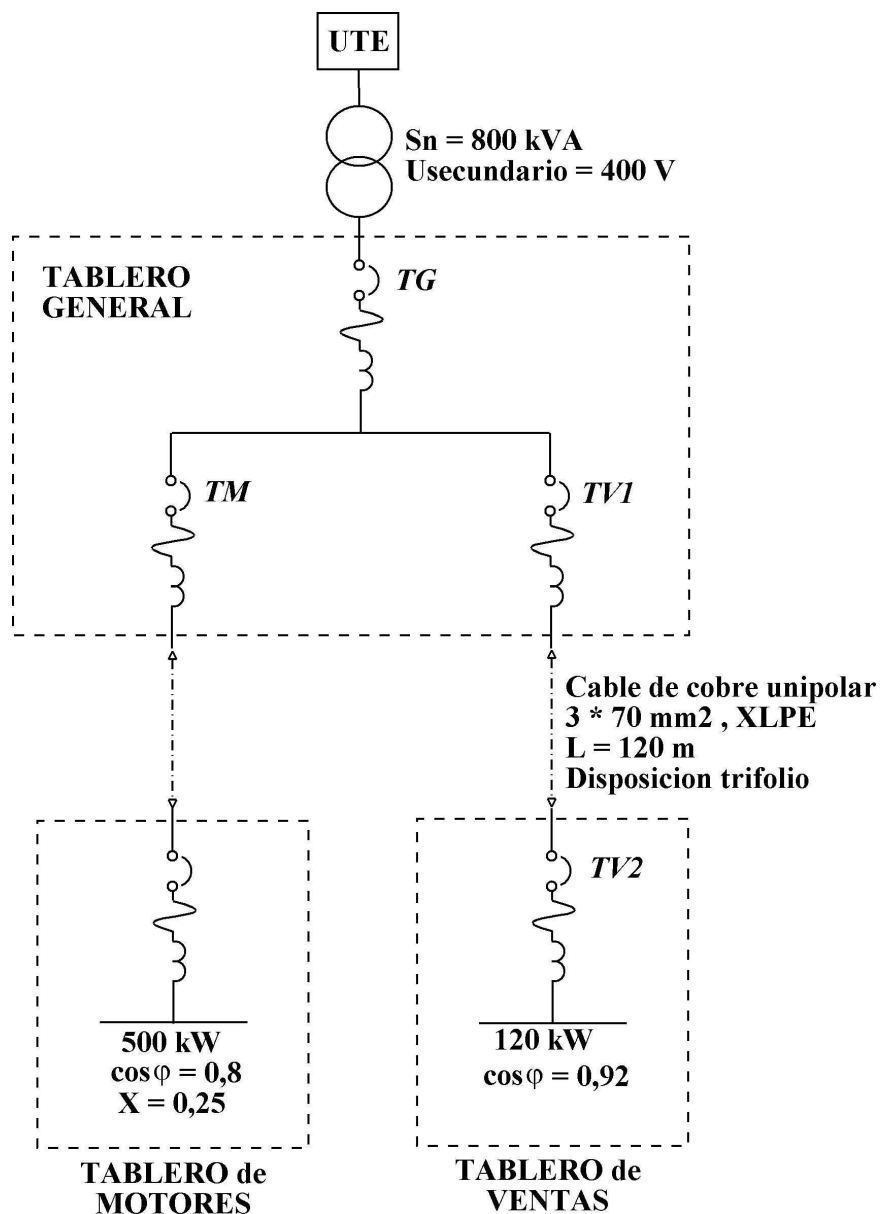 UTE
Sn = 800 kVA
Usecundario = 400 V
TABLERO
GENERAL
TG
TM
TV1
Cable de cobre unipolar
3 * 70 mm2 , XLPE
L = 120 m
Disposicion trifolio
TV2
500 kW
cosφ = 0,8
X = 0,25
120 kW
cosφ = 0,92
TABLERO de
MOTORES
TABLERO de
VENTAS